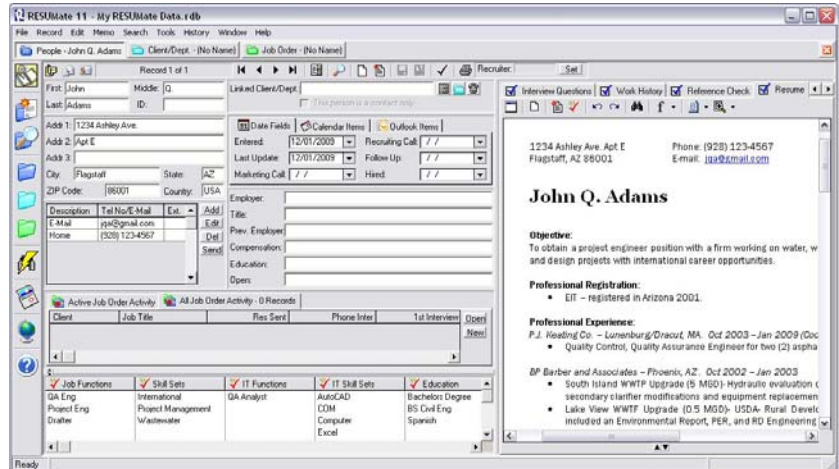 RESUMate 11 - My RESUMate Data.rdb
File Record Edit Memo Search Tools History Window Help
People - John Q. Adams Client/Dept. - (No Name) Job Order - (No Name)
Record 1 of 1 Recruiter: Set
First: John Middle: Q. Linked Client/Dept:
Last: Adams ID: This person is a contact only
Addr 1: 1234 Ashley Ave.
Addr 2: Apt E
Addr 3:
City: Flagstaff State: AZ
ZIP Code: 86001 Country: USA
Description Tel No/E-Mail Ext. Add
E-Mail jqa@gmail.com Edit
Home (928) 123-4567 Del
Send
Date Fields Calendar Items Outlook Items
Entered: 12/01/2009 Recruiting Call: / /
Last Update: 12/01/2009 Follow Up: / /
Marketing Call: / / Hired: / /
Employer:
Title:
Prev. Employer:
Compensation:
Education:
Open:
Active Job Order Activity All Job Order Activity - 0 Records
Client Job Title Res Sent Phone Inter 1st Interview Open
New
Job Functions Skill Sets IT Functions IT Skill Sets Education
QA Eng International QA Analyst AutoCAD Bachelors Degree
Project Eng Project Management COM BS Civil Eng
Drafter Wastewater Computer Spanish
Excel
Ready
Interview Questions Work History Reference Check Resume
1234 Ashley Ave. Apt E Phone: (928) 123-4567
Flagstaff, AZ 86001 E-mail: jqa@gmail.com
John Q. Adams
Objective:
To obtain a project engineer position with a firm working on water, w
and design projects with international career opportunities.
Professional Registration:
• EIT – registered in Arizona 2001.
Professional Experience:
P.J. Keating Co. – Lunenburg/Dracut, MA. Oct 2003 – Jan 2009 (Coc
• Quality Control, Quality Assurance Engineer for two (2) aspha
BP Barber and Associates – Phoenix, AZ. Oct 2002 – Jan 2003
• South Island WWTP Upgrade (5 MGD)- Hydraulic evaluation c
secondary clarifier modifications and equipment replacemen
• Lake View WWTF Upgrade (0.5 MGD)- USDA- Rural Develc
included an Environmental Report, PER, and RD Engineering